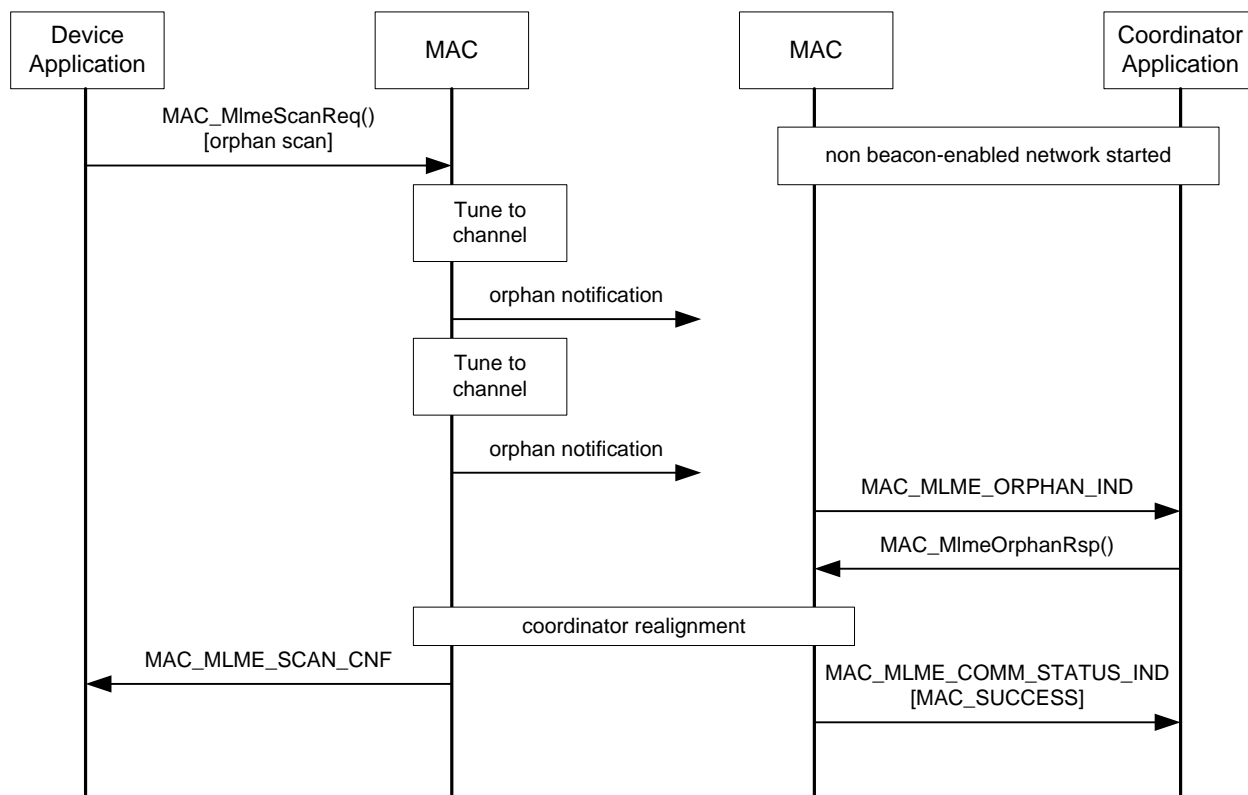 Device
Application
MAC
MAC
Coordinator
Application
MAC_MlmeScanReq()
[orphan scan]
non beacon-enabled network started
Tune to
channel
orphan notification
Tune to
channel
orphan notification
MAC_MLME_ORPHAN_IND
MAC_MlmeOrphanRsp()
coordinator realignment
MAC_MLME_SCAN_CNF
MAC_MLME_COMM_STATUS_IND
[MAC_SUCCESS]